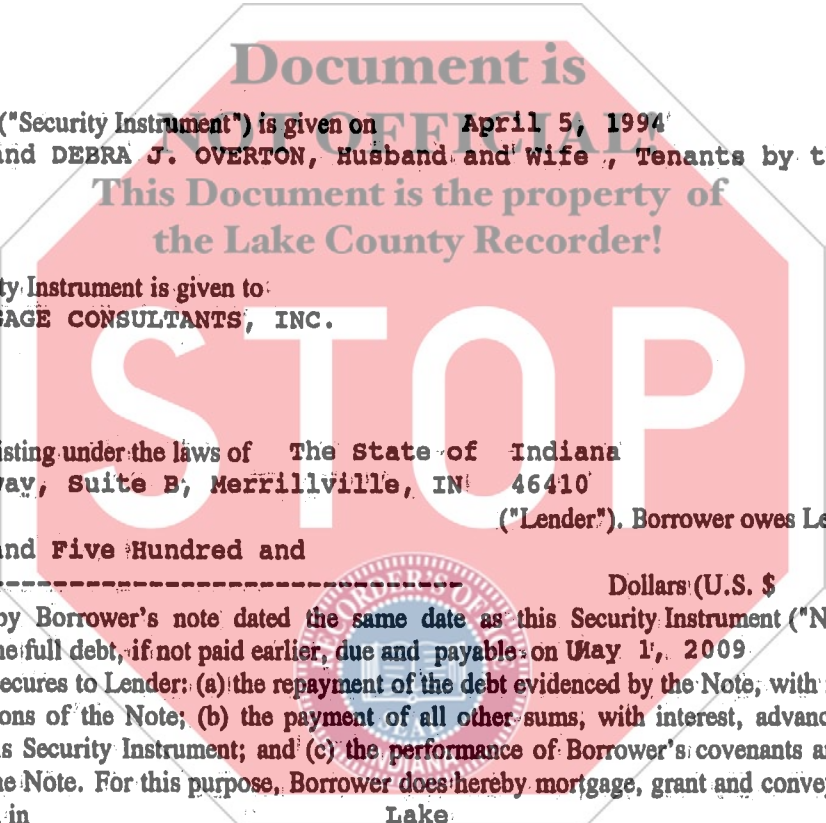 Document is
("Security Instrument") is given on April 5, 1994
NOT OFFICIAL!
and DEBRA J. OVERTON, Husband and Wife , Tenants by t
This Document is the property of
the Lake County Recorder!
ty Instrument is given to
GAGE CONSULTANTS, INC.
STOP
isting under the laws of The State of Indiana
way, Suite B, Merrillville, IN 46410
("Lender"). Borrower owes Le
and Five Hundred and
Dollars (U.S. $
RECORDER'S OFFICE
by Borrower's note dated the same date as this Security Instrument ("N
he full debt, if not paid earlier, due and payable on May 1, 2009
ecures to Lender: (a) the repayment of the debt evidenced by the Note, with
ons of the Note; (b) the payment of all other sums, with interest, advanc
SEAL
s Security Instrument; and (c) the performance of Borrower's covenants a
he Note. For this purpose, Borrower does hereby mortgage, grant and convey
in Lake